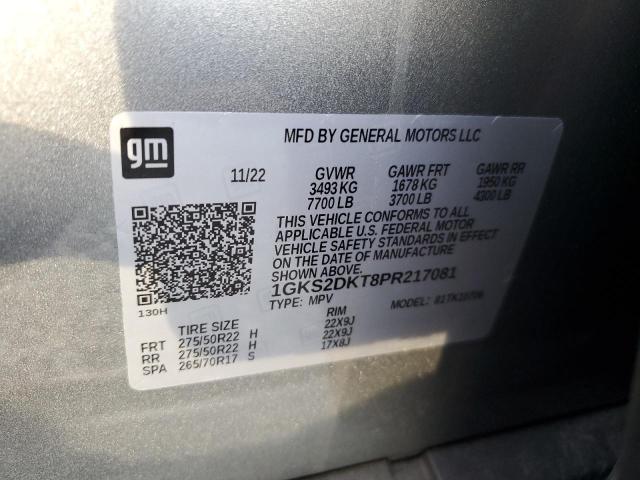 gm
MFD BY GENERAL MOTORS LLC
11/22 GVWR GAWR FRT GAWR RR
3493 KG 1678 KG 1950 KG
7700 LB 3700 LB 4300 LB
THIS VEHICLE CONFORMS TO ALL
APPLICABLE U.S. FEDERAL MOTOR
VEHICLE SAFETY STANDARDS IN EFFECT
ON THE DATE OF MANUFACTURE
SHOWN ABOVE.
1GKS2DKT8PR217081
TYPE: MPV MODEL:
130H
TIRE SIZE RIM
FRT 275/50R22 H 22X9J
RR 275/50R22 H 22X9J
SPA 265/70R17 S 17X8J